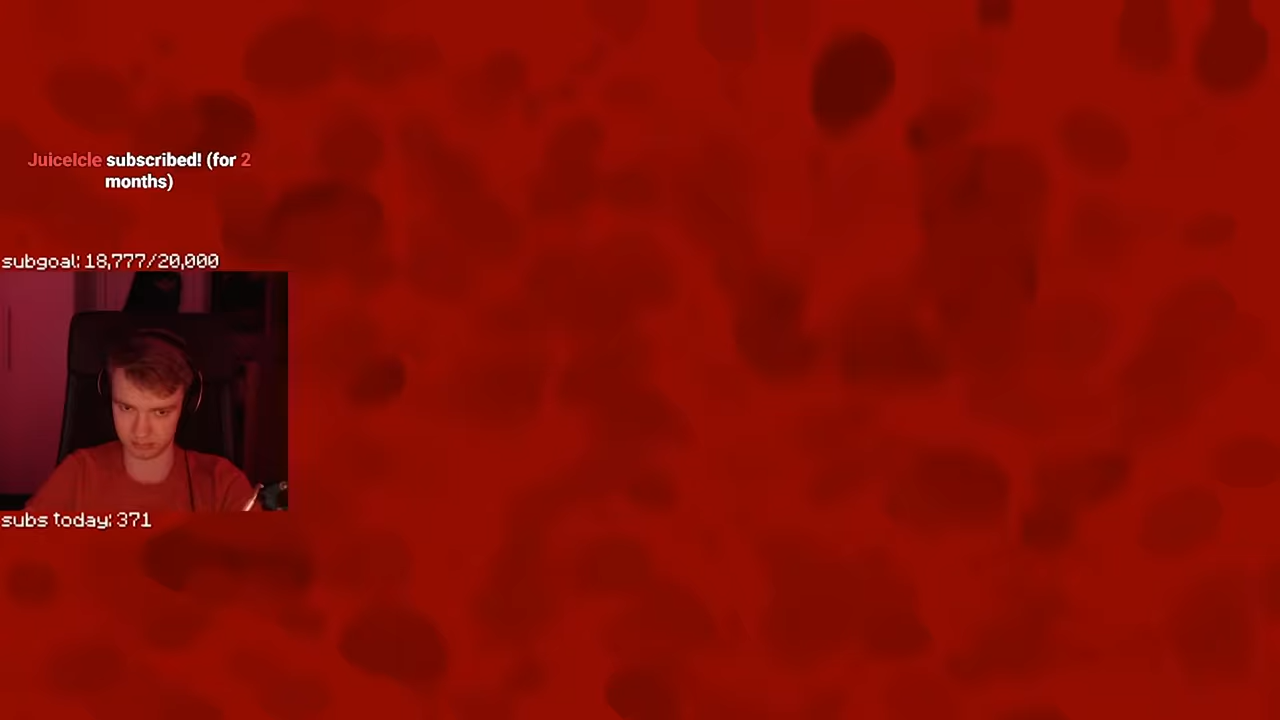 JuiceIcle subscribed! (for 2
months)
subgoal: 18,777/20,000
subs today: 371